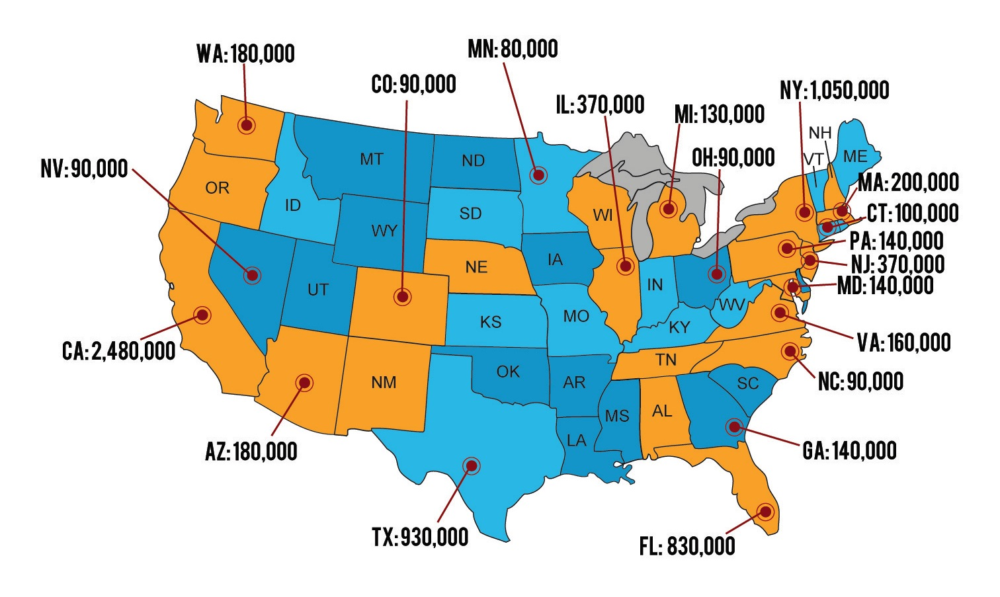 MN: 80,000
WA: 180,000
CO: 90,000
NY: 1,050,000
IL: 370,000
MI: 130,000
NH
OH: 90,000
VT
ME
MT
ND
NV: 90,000
MA: 200,000
OR
ID
SD
WI
CT: 100,000
WY
PA: 140,000
IA
NE
NJ: 370,000
IN
MD: 140,000
UT
WV
MO
KS
KY
VA: 160,000
CA: 2,480,000
TN
OK
NM
AR
SC
NC: 90,000
AL
MS
LA
AZ: 180,000
GA: 140,000
TX: 930,000
FL: 830,000